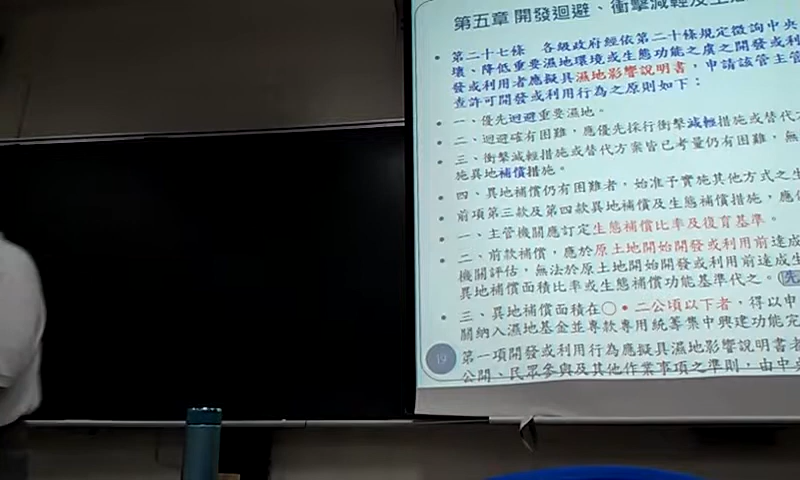 第五章 開發迴避、衝擊減輕及生態
第二十七條 各級政府經依第二十條規定徵詢中央
壞、降低重要濕地環境或生態功能之虞之開發或利
發或利用者應擬具濕地影響說明書，申請該管主管
查許可開發或利用行為之原則如下：
一、優先迴避重要濕地。
二、迴避確有困難，應優先採行衝擊減輕措施或替代方
三、衝擊減輕措施或替代方案皆已考量仍有困難，無
施異地補償措施。
四、異地補償仍有困難者，始准予實施其他方式之生
前項第三款及第四款異地補償及生態補償措施，應
一、主管機關應訂定生態補償比率及復育基準。
二、前款補償，應於原土地開始開發或利用前達成
機關評估，無法於原土地開始開發或利用前達成生
異地補償面積比率或生態補償功能基準代之。(先
三、異地補償面積在○•二公頃以下者，得以申
關納入濕地基金並專款專用統籌集中興建功能完
第一項開發或利用行為應擬具濕地影響說明書者
公開、民眾參與及其他作業事項之準則，由中央
19